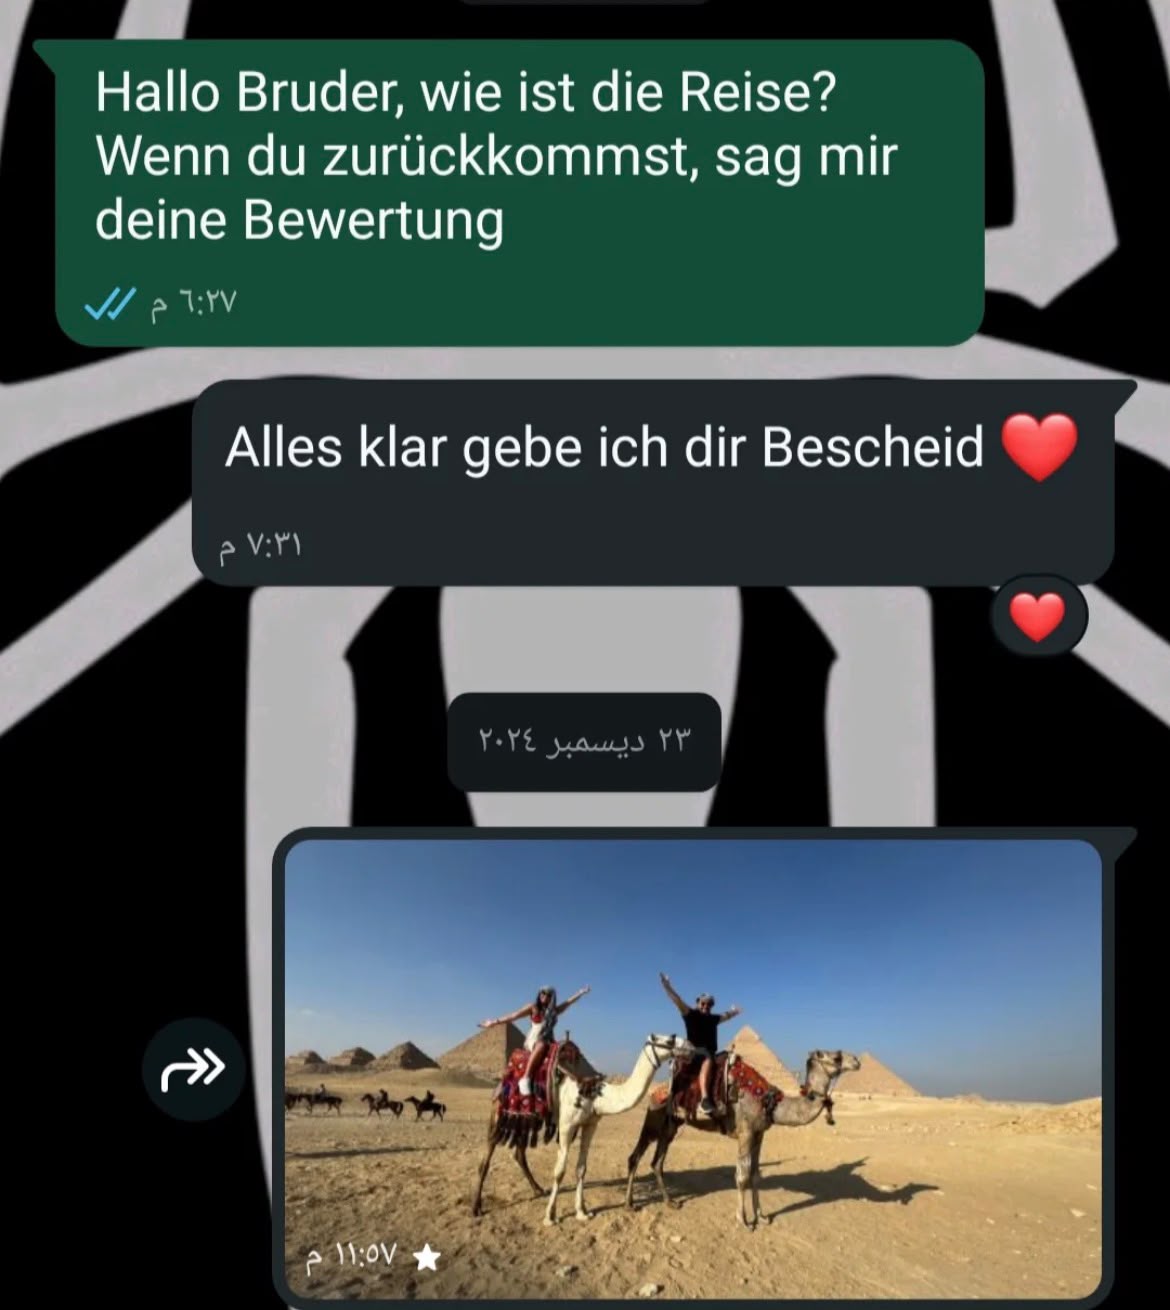 Hallo Bruder, wie ist die Reise?
Wenn du zurückkommst, sag mir
deine Bewertung
٦:٢٧ م
Alles klar gebe ich dir Bescheid ❤️
٧:٣١ م
❤️
٢٣ ديسمبر ٢٠٢٤
١١:٥٧ م